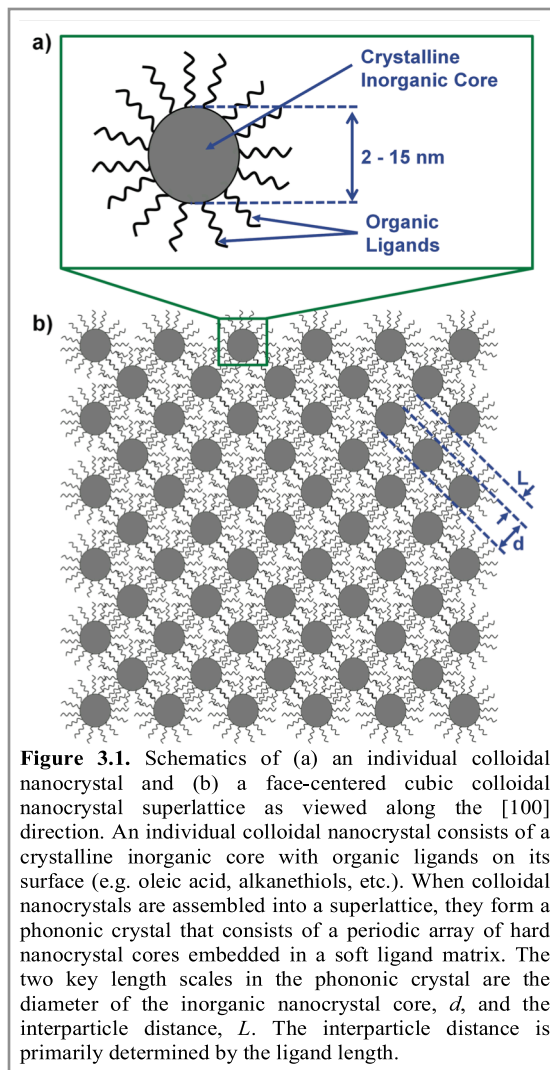 a)
Crystalline
Inorganic Core
2 - 15 nm
Organic
Ligands
b)
L
d
Figure 3.1. Schematics of (a) an individual colloidal
nanocrystal and (b) a face-centered cubic colloidal
nanocrystal superlattice as viewed along the [100]
direction. An individual colloidal nanocrystal consists of a
crystalline inorganic core with organic ligands on its
surface (e.g. oleic acid, alkanethiols, etc.). When colloidal
nanocrystals are assembled into a superlattice, they form a
phononic crystal that consists of a periodic array of hard
nanocrystal cores embedded in a soft ligand matrix. The
two key length scales in the phononic crystal are the
diameter of the inorganic nanocrystal core, d, and the
interparticle distance, L. The interparticle distance is
primarily determined by the ligand length.